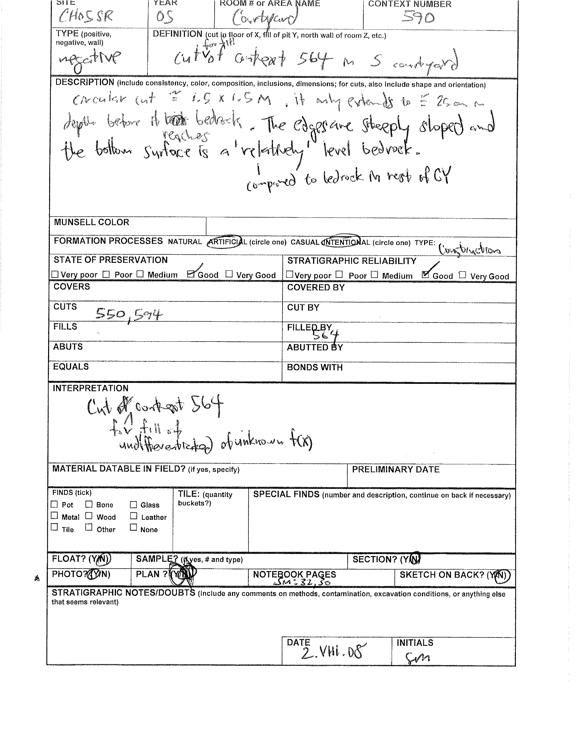 SITE YEAR ROOM # or AREA NAME CONTEXT NUMBER
CH05SR 05 Courtyard 590
TYPE (positive, negative, wall)
negative
DEFINITION (cut in floor of X, fill of pit Y, north wall of room Z, etc.)
for fill
Cut of context 564 in S courtyard
DESCRIPTION (include consistency, color, composition, inclusions, dimensions; for cuts, also include shape and orientation)
Circular cut ≅ 1.5 x 1.5 M, it only extends to ≅ 25cm in
depth before it reaches bedrock. The edges are steeply sloped and
the bottom surface is a 'relatively' level bedrock.
compared to bedrock in rest of CY
MUNSELL COLOR
FORMATION PROCESSES NATURAL ARTIFICIAL (circle one) CASUAL INTENTIONAL (circle one) TYPE: Construction
STATE OF PRESERVATION STRATIGRAPHIC RELIABILITY
Very poor Poor Medium Good Very Good Very poor Poor Medium Good Very Good
COVERS COVERED BY
CUTS 550, 594 CUT BY
FILLS FILLED BY 564
ABUTS ABUTTED BY
EQUALS BONDS WITH
INTERPRETATION
Cut of context 564
for fill of
undifferentiated of unknown f(x)
MATERIAL DATABLE IN FIELD? (if yes, specify) PRELIMINARY DATE
FINDS (tick) TILE: (quantity buckets?) SPECIAL FINDS (number and description, continue on back if necessary)
Pot Bone Glass
Metal Wood Leather
Tile Other None
FLOAT? (Y/N) SAMPLE? (if yes, # and type) SECTION? (Y/N)
PHOTO? (Y/N) PLAN? (Y/N) NOTEBOOK PAGES SM: 32, 30 SKETCH ON BACK? (Y/N)
STRATIGRAPHIC NOTES/DOUBTS (include any comments on methods, contamination, excavation conditions, or anything else
that seems relevant)
DATE INITIALS
2.VIII.05 SM